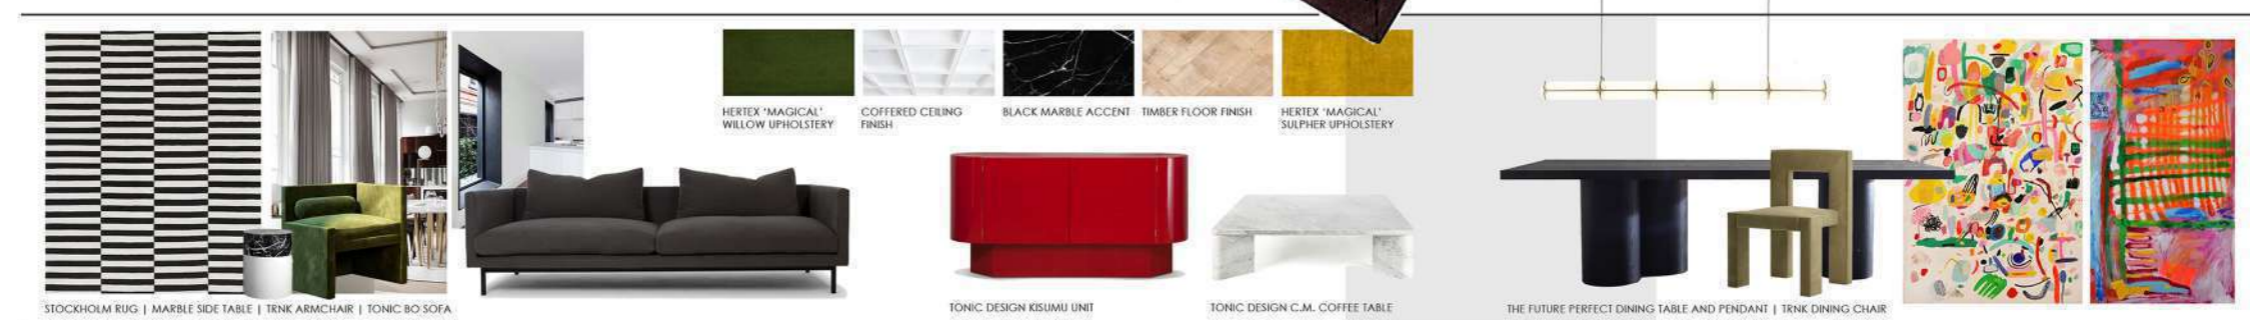 HERTEX 'MAGICAL'
WILLOW UPHOLSTERY
COFFERED CEILING
FINISH
BLACK MARBLE ACCENT
TIMBER FLOOR FINISH
HERTEX 'MAGICAL'
SULPHER UPHOLSTERY
STOCKHOLM RUG | MARBLE SIDE TABLE | TRNK ARMCHAIR | TONIC BO SOFA
TONIC DESIGN KISUMU UNIT
TONIC DESIGN C.M. COFFEE TABLE
THE FUTURE PERFECT DINING TABLE AND PENDANT | TRNK DINING CHAIR